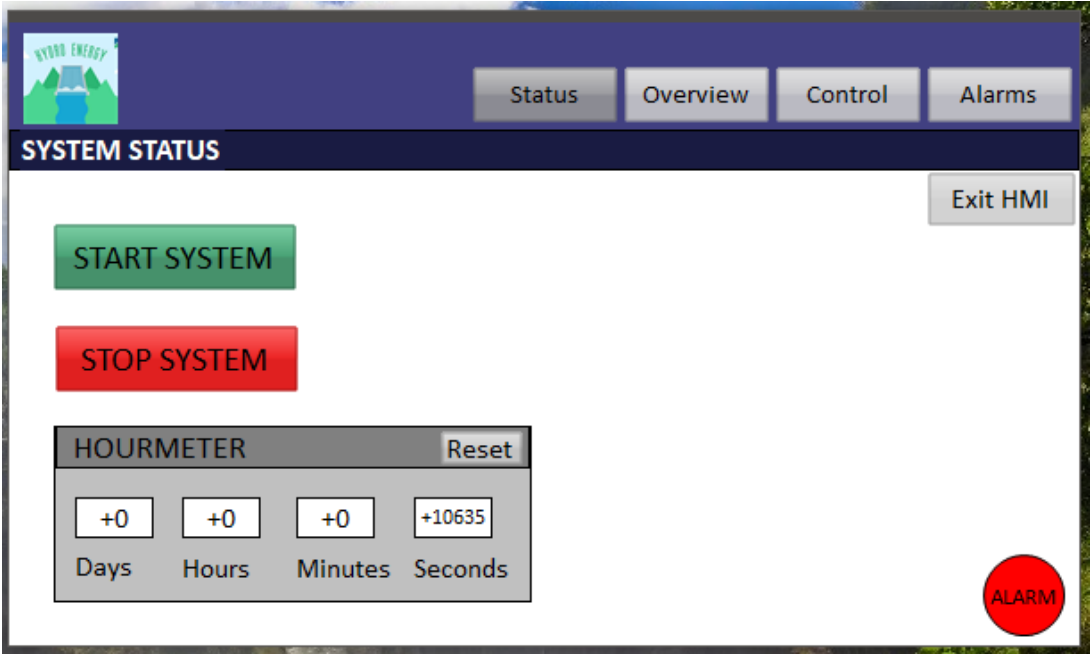 HYDRO ENERGY
Status Overview Control Alarms
SYSTEM STATUS
Exit HMI
START SYSTEM
STOP SYSTEM
HOURMETER Reset
+0 +0 +0 +10635
Days Hours Minutes Seconds
ALARM